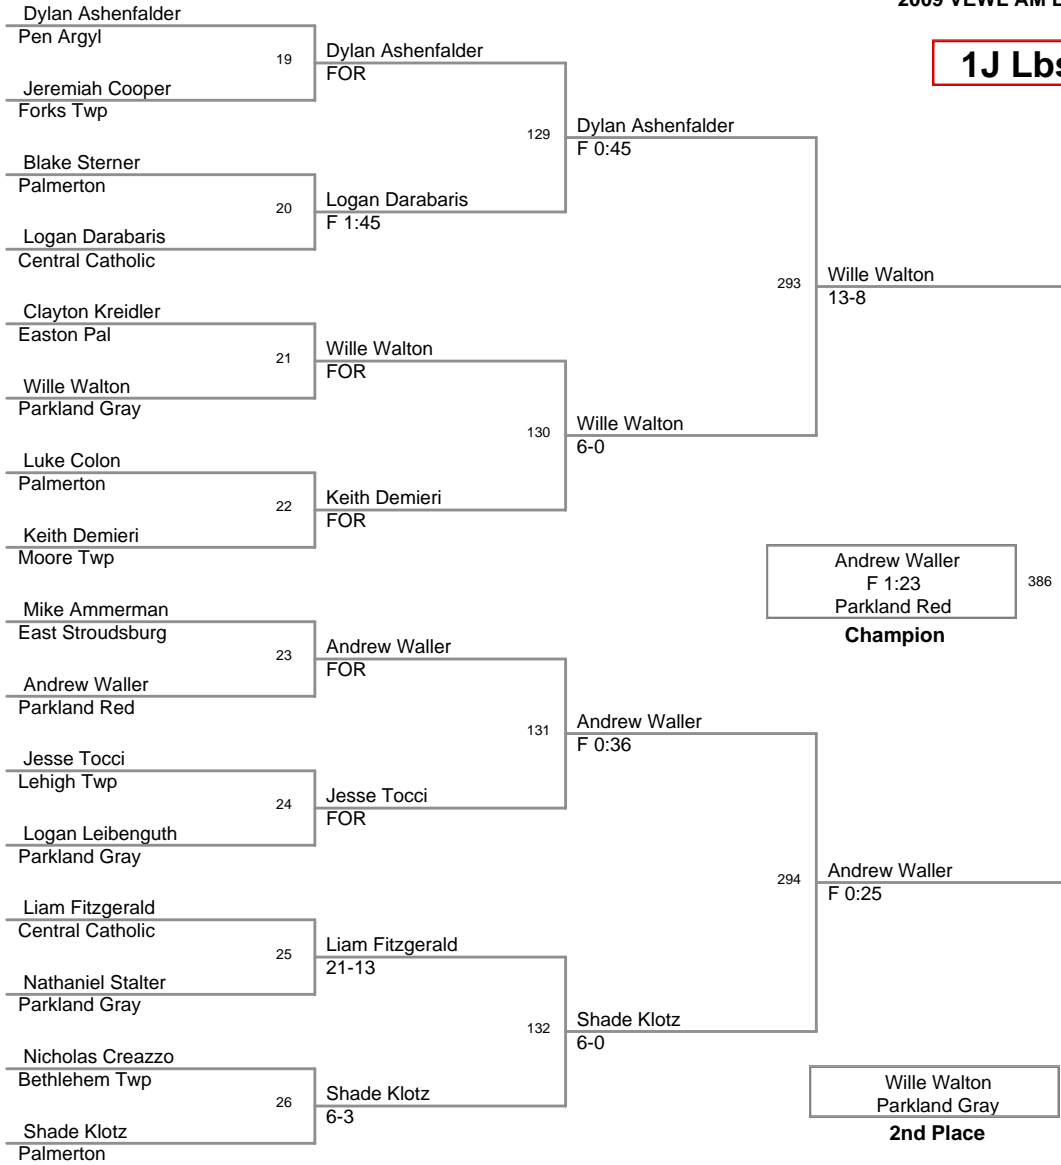 2009 VEWL AM
1J Lbs
Dylan Ashenfalder
Pen Argyl
19
Dylan Ashenfalder
FOR
Jeremiah Cooper
Forks Twp
129
Dylan Ashenfalder
F 0:45
Blake Sterner
Palmerton
20
Logan Darabaris
F 1:45
Logan Darabaris
Central Catholic
293
Wille Walton
13-8
Clayton Kreidler
Easton Pal
21
Wille Walton
FOR
Wille Walton
Parkland Gray
130
Wille Walton
6-0
Luke Colon
Palmerton
22
Keith Demieri
FOR
Keith Demieri
Moore Twp
Andrew Waller
F 1:23
Parkland Red
386
Champion
Mike Ammerman
East Stroudsburg
23
Andrew Waller
FOR
Andrew Waller
Parkland Red
131
Andrew Waller
F 0:36
Jesse Tocci
Lehigh Twp
24
Jesse Tocci
FOR
Logan Leibenguth
Parkland Gray
294
Andrew Waller
F 0:25
Liam Fitzgerald
Central Catholic
25
Liam Fitzgerald
21-13
Nathaniel Stalter
Parkland Gray
132
Shade Klotz
6-0
Nicholas Creazzo
Bethlehem Twp
26
Shade Klotz
6-3
Shade Klotz
Palmerton
Wille Walton
Parkland Gray
2nd Place